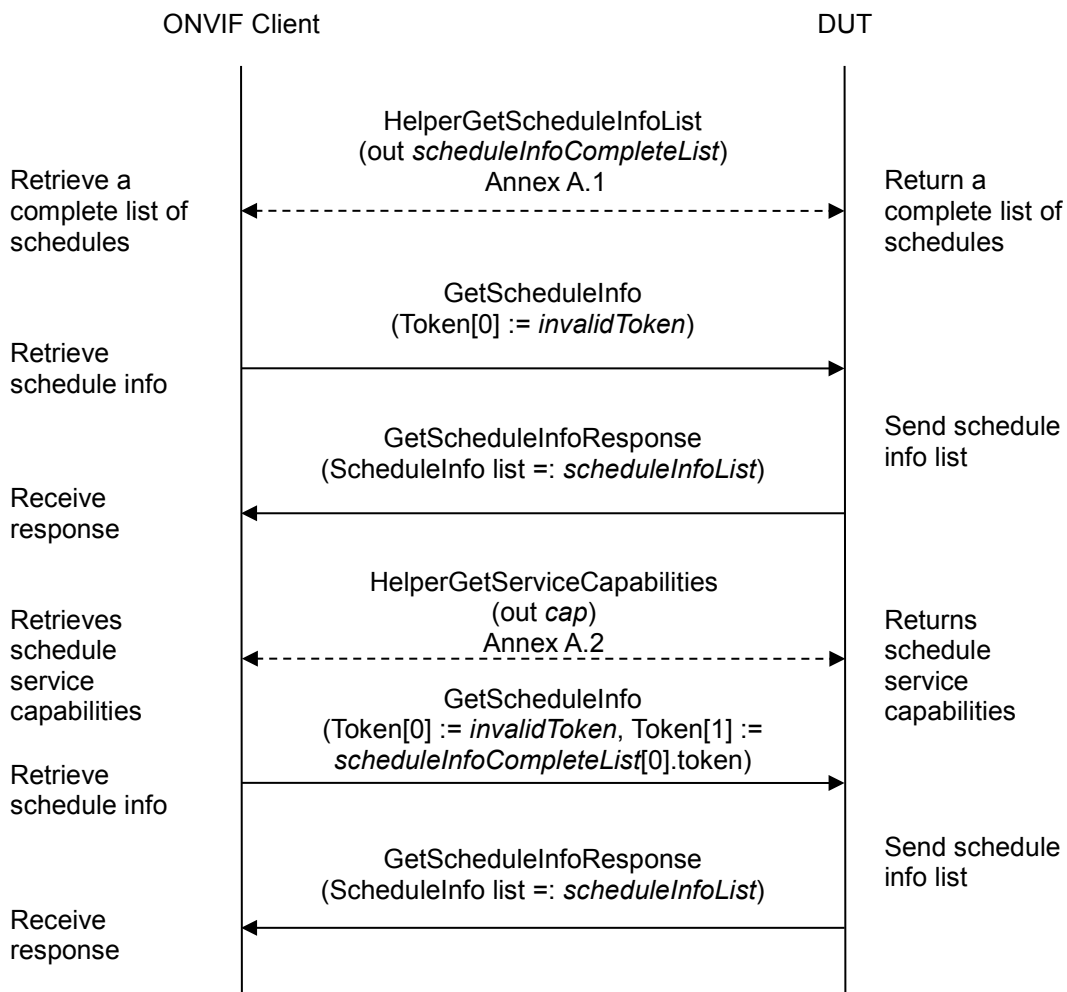 ONVIF Client
DUT
HelperGetScheduleInfoList
(out scheduleInfoCompleteList)
Annex A.1
Retrieve a
complete list of
schedules
Return a
complete list of
schedules
GetScheduleInfo
(Token[0] := invalidToken)
Retrieve
schedule info
GetScheduleInfoResponse
(ScheduleInfo list =: scheduleInfoList)
Send schedule
info list
Receive
response
HelperGetServiceCapabilities
(out cap)
Annex A.2
Retrieves
schedule
service
capabilities
Returns
schedule
service
capabilities
GetScheduleInfo
(Token[0] := invalidToken, Token[1] :=
scheduleInfoCompleteList[0].token)
Retrieve
schedule info
GetScheduleInfoResponse
(ScheduleInfo list =: scheduleInfoList)
Send schedule
info list
Receive
response